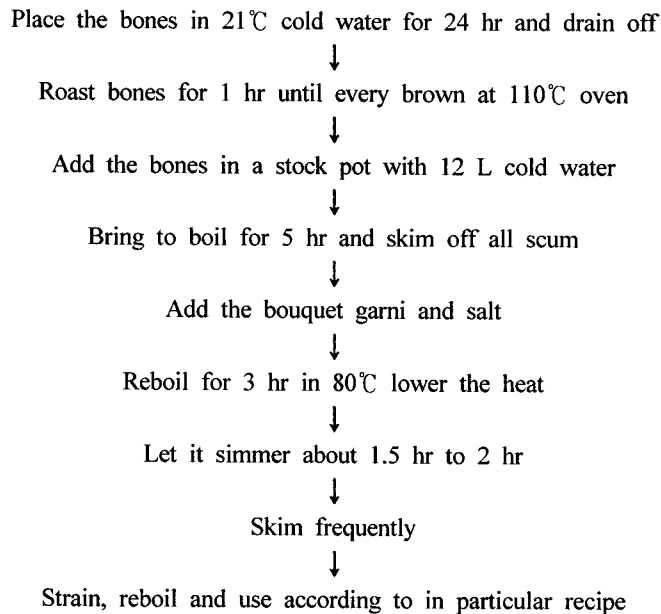 Place the bones in 21℃ cold water for 24 hr and drain off
↓
Roast bones for 1 hr until every brown at 110℃ oven
↓
Add the bones in a stock pot with 12 L cold water
↓
Bring to boil for 5 hr and skim off all scum
↓
Add the bouquet garni and salt
↓
Reboil for 3 hr in 80℃ lower the heat
↓
Let it simmer about 1.5 hr to 2 hr
↓
Skim frequently
↓
Strain, reboil and use according to in particular recipe